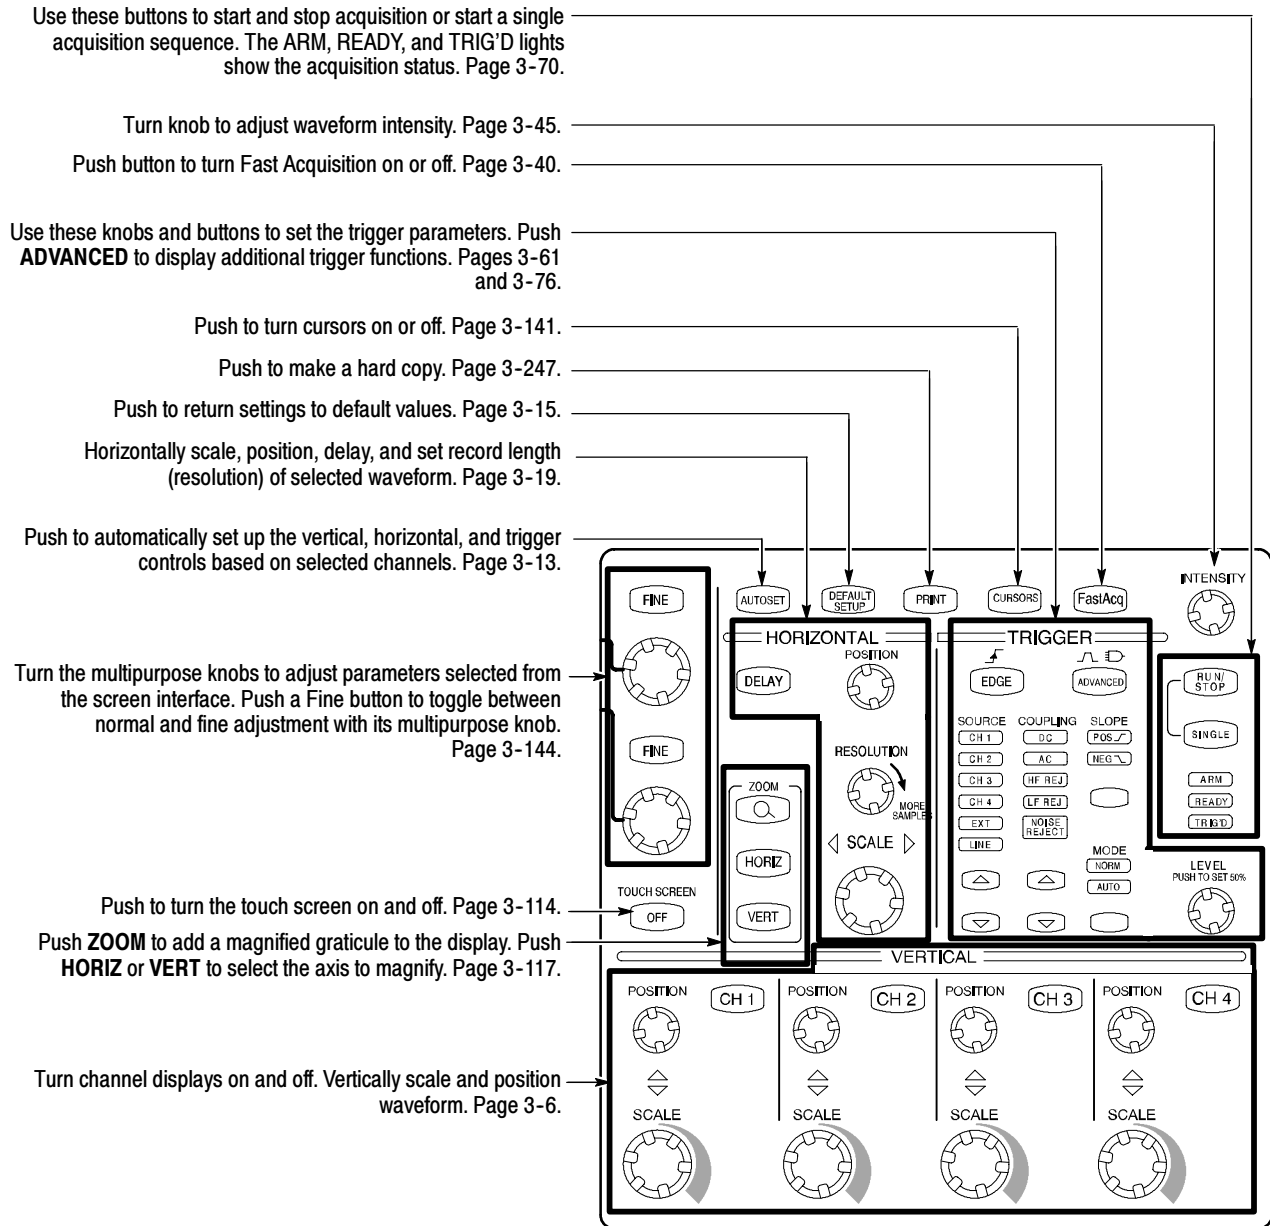 Use these buttons to start and stop acquisition or start a single
acquisition sequence. The ARM, READY, and TRIG'D lights
show the acquisition status. Page 3-70.
Turn knob to adjust waveform intensity. Page 3-45.
Push button to turn Fast Acquisition on or off. Page 3-40.
Use these knobs and buttons to set the trigger parameters. Push
ADVANCED to display additional trigger functions. Pages 3-61
and 3-76.
Push to turn cursors on or off. Page 3-141.
Push to make a hard copy. Page 3-247.
Push to return settings to default values. Page 3-15.
Horizontally scale, position, delay, and set record length
(resolution) of selected waveform. Page 3-19.
Push to automatically set up the vertical, horizontal, and trigger
controls based on selected channels. Page 3-13.
Turn the multipurpose knobs to adjust parameters selected from
the screen interface. Push a Fine button to toggle between
normal and fine adjustment with its multipurpose knob.
Page 3-144.
Push to turn the touch screen on and off. Page 3-114.
Push ZOOM to add a magnified graticule to the display. Push
HORIZ or VERT to select the axis to magnify. Page 3-117.
Turn channel displays on and off. Vertically scale and position
waveform. Page 3-6.
FINE
FINE
TOUCH SCREEN
OFF
AUTOSET
DEFAULT
SETUP
PRINT
CURSORS
FastAcq
INTENSITY
HORIZONTAL
DELAY
POSITION
RESOLUTION
MORE
SAMPLES
SCALE
ZOOM
HORIZ
VERT
TRIGGER
EDGE
ADVANCED
SOURCE
CH 1
CH 2
CH 3
CH 4
EXT
LINE
COUPLING
DC
AC
HF REJ
LF REJ
NOISE
REJECT
SLOPE
POS
NEG
MODE
NORM
AUTO
RUN/
STOP
SINGLE
ARM
READY
TRIG'D
LEVEL
PUSH TO SET 50%
VERTICAL
POSITION
CH 1
SCALE
POSITION
CH 2
SCALE
POSITION
CH 3
SCALE
POSITION
CH 4
SCALE